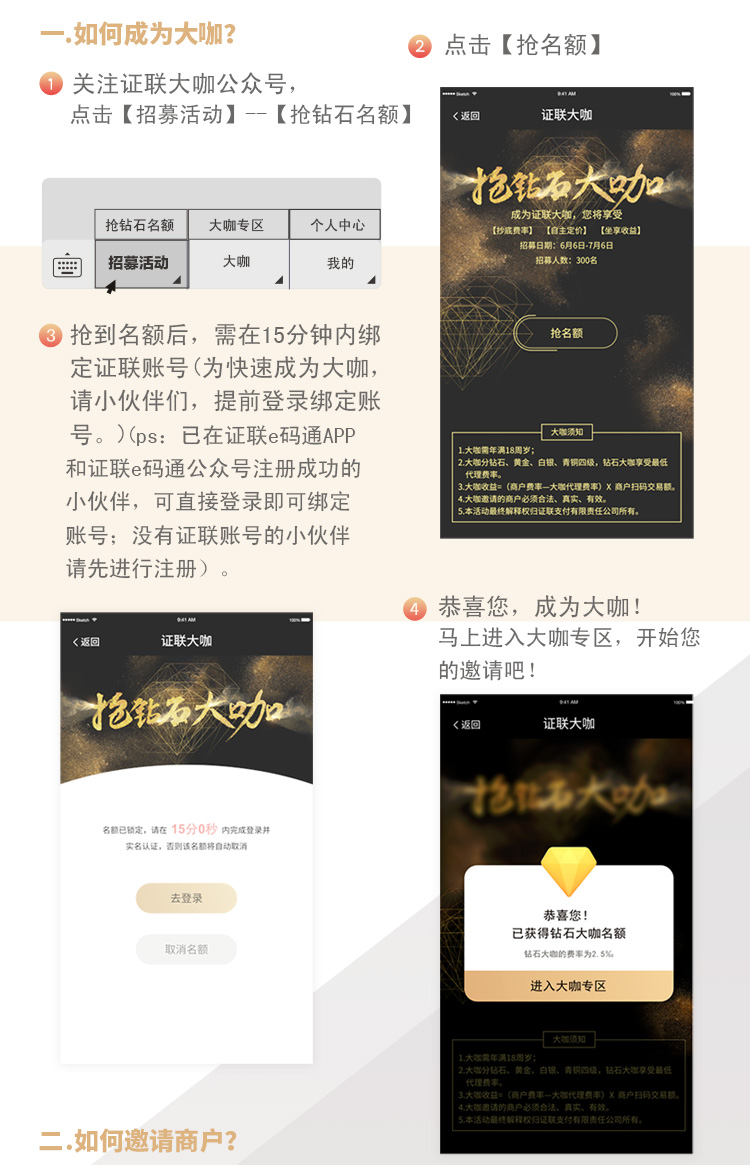 一.如何成为大咖？
1 关注证联大咖公众号，
点击【招募活动】--【抢钻石名额】
抢钻石名额 大咖专区 个人中心
招募活动 大咖 我的
2 点击【抢名额】
Sketch 9:41 AM 100%
返回 证联大咖
抢钻石大咖
成为证联大咖，您将享受
【抄底费率】 【自主定价】 【坐享收益】
招募日期：6月6日-7月6日
招募人数：300名
抢名额
大咖须知
1.大咖需年满18周岁；
2.大咖分钻石、黄金、白银、青铜四级，钻石大咖享受最低
代理费率。
3.大咖收益=（商户费率—大咖代理费率）X 商户扫码交易额。
4.大咖邀请的商户必须合法、真实、有效。
5.本活动最终解释权归证联支付有限责任公司所有。
3 抢到名额后，需在15分钟内绑
定证联账号(为快速成为大咖，
请小伙伴们，提前登录绑定账
号。)(ps：已在证联e码通APP
和证联e码通公众号注册成功的
小伙伴，可直接登录即可绑定
账号；没有证联账号的小伙伴
请先进行注册）。
Sketch 9:41 AM 100%
返回 证联大咖
抢钻石大咖
名额已锁定，请在 15分0秒 内完成登录并
实名认证，否则该名额将自动取消
去登录
取消名额
4 恭喜您，成为大咖！
马上进入大咖专区，开始您
的邀请吧！
Sketch 9:41 AM 100%
返回 证联大咖
抢钻石大咖
恭喜您！
已获得钻石大咖名额
钻石大咖的费率为2.5‰
进入大咖专区
大咖须知
1.大咖需年满18周岁；
2.大咖分钻石、黄金、白银、青铜四级，钻石大咖享受最低
代理费率。
3.大咖收益=（商户费率—大咖代理费率）X 商户扫码交易额。
4.大咖邀请的商户必须合法、真实、有效。
5.本活动最终解释权归证联支付有限责任公司所有。
二.如何邀请商户？